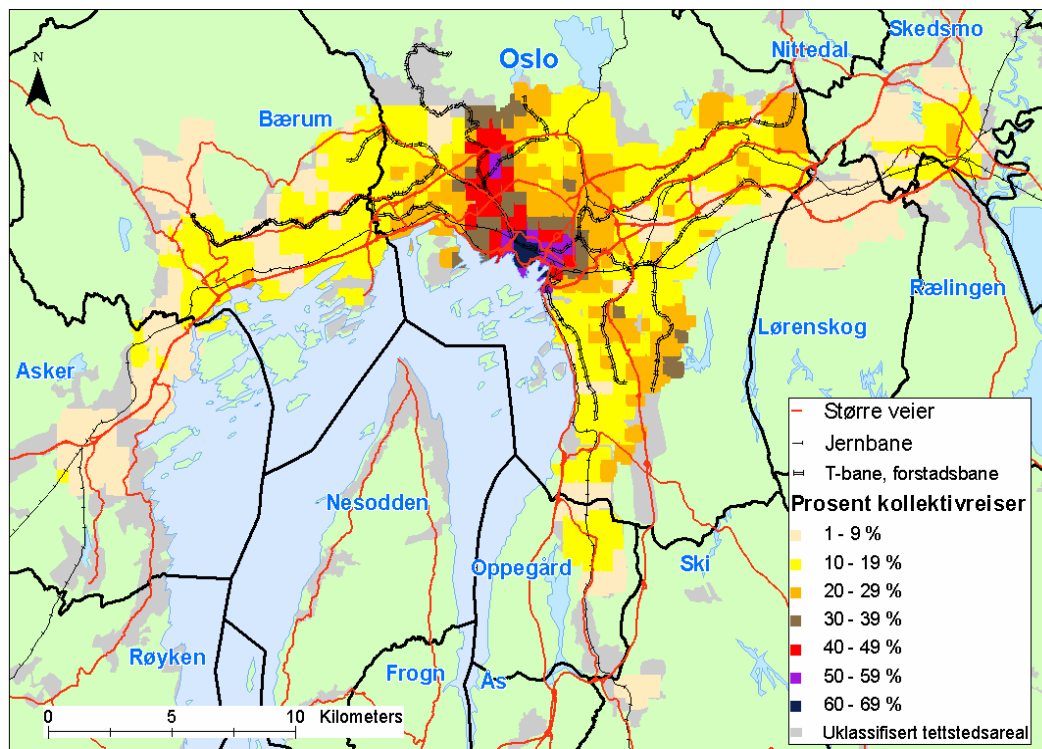 Skedsmo
Nittedal
Oslo
N
Bærum
Rælingen
Lørenskog
Asker
Nesodden
Oppegård
Ski
Røyken
Frogn
Ås
0 5 10 Kilometers
Større veier
Jernbane
T-bane, forstadsbane
Prosent kollektivreiser
1 - 9 %
10 - 19 %
20 - 29 %
30 - 39 %
40 - 49 %
50 - 59 %
60 - 69 %
Uklassifisert tettstedsareal